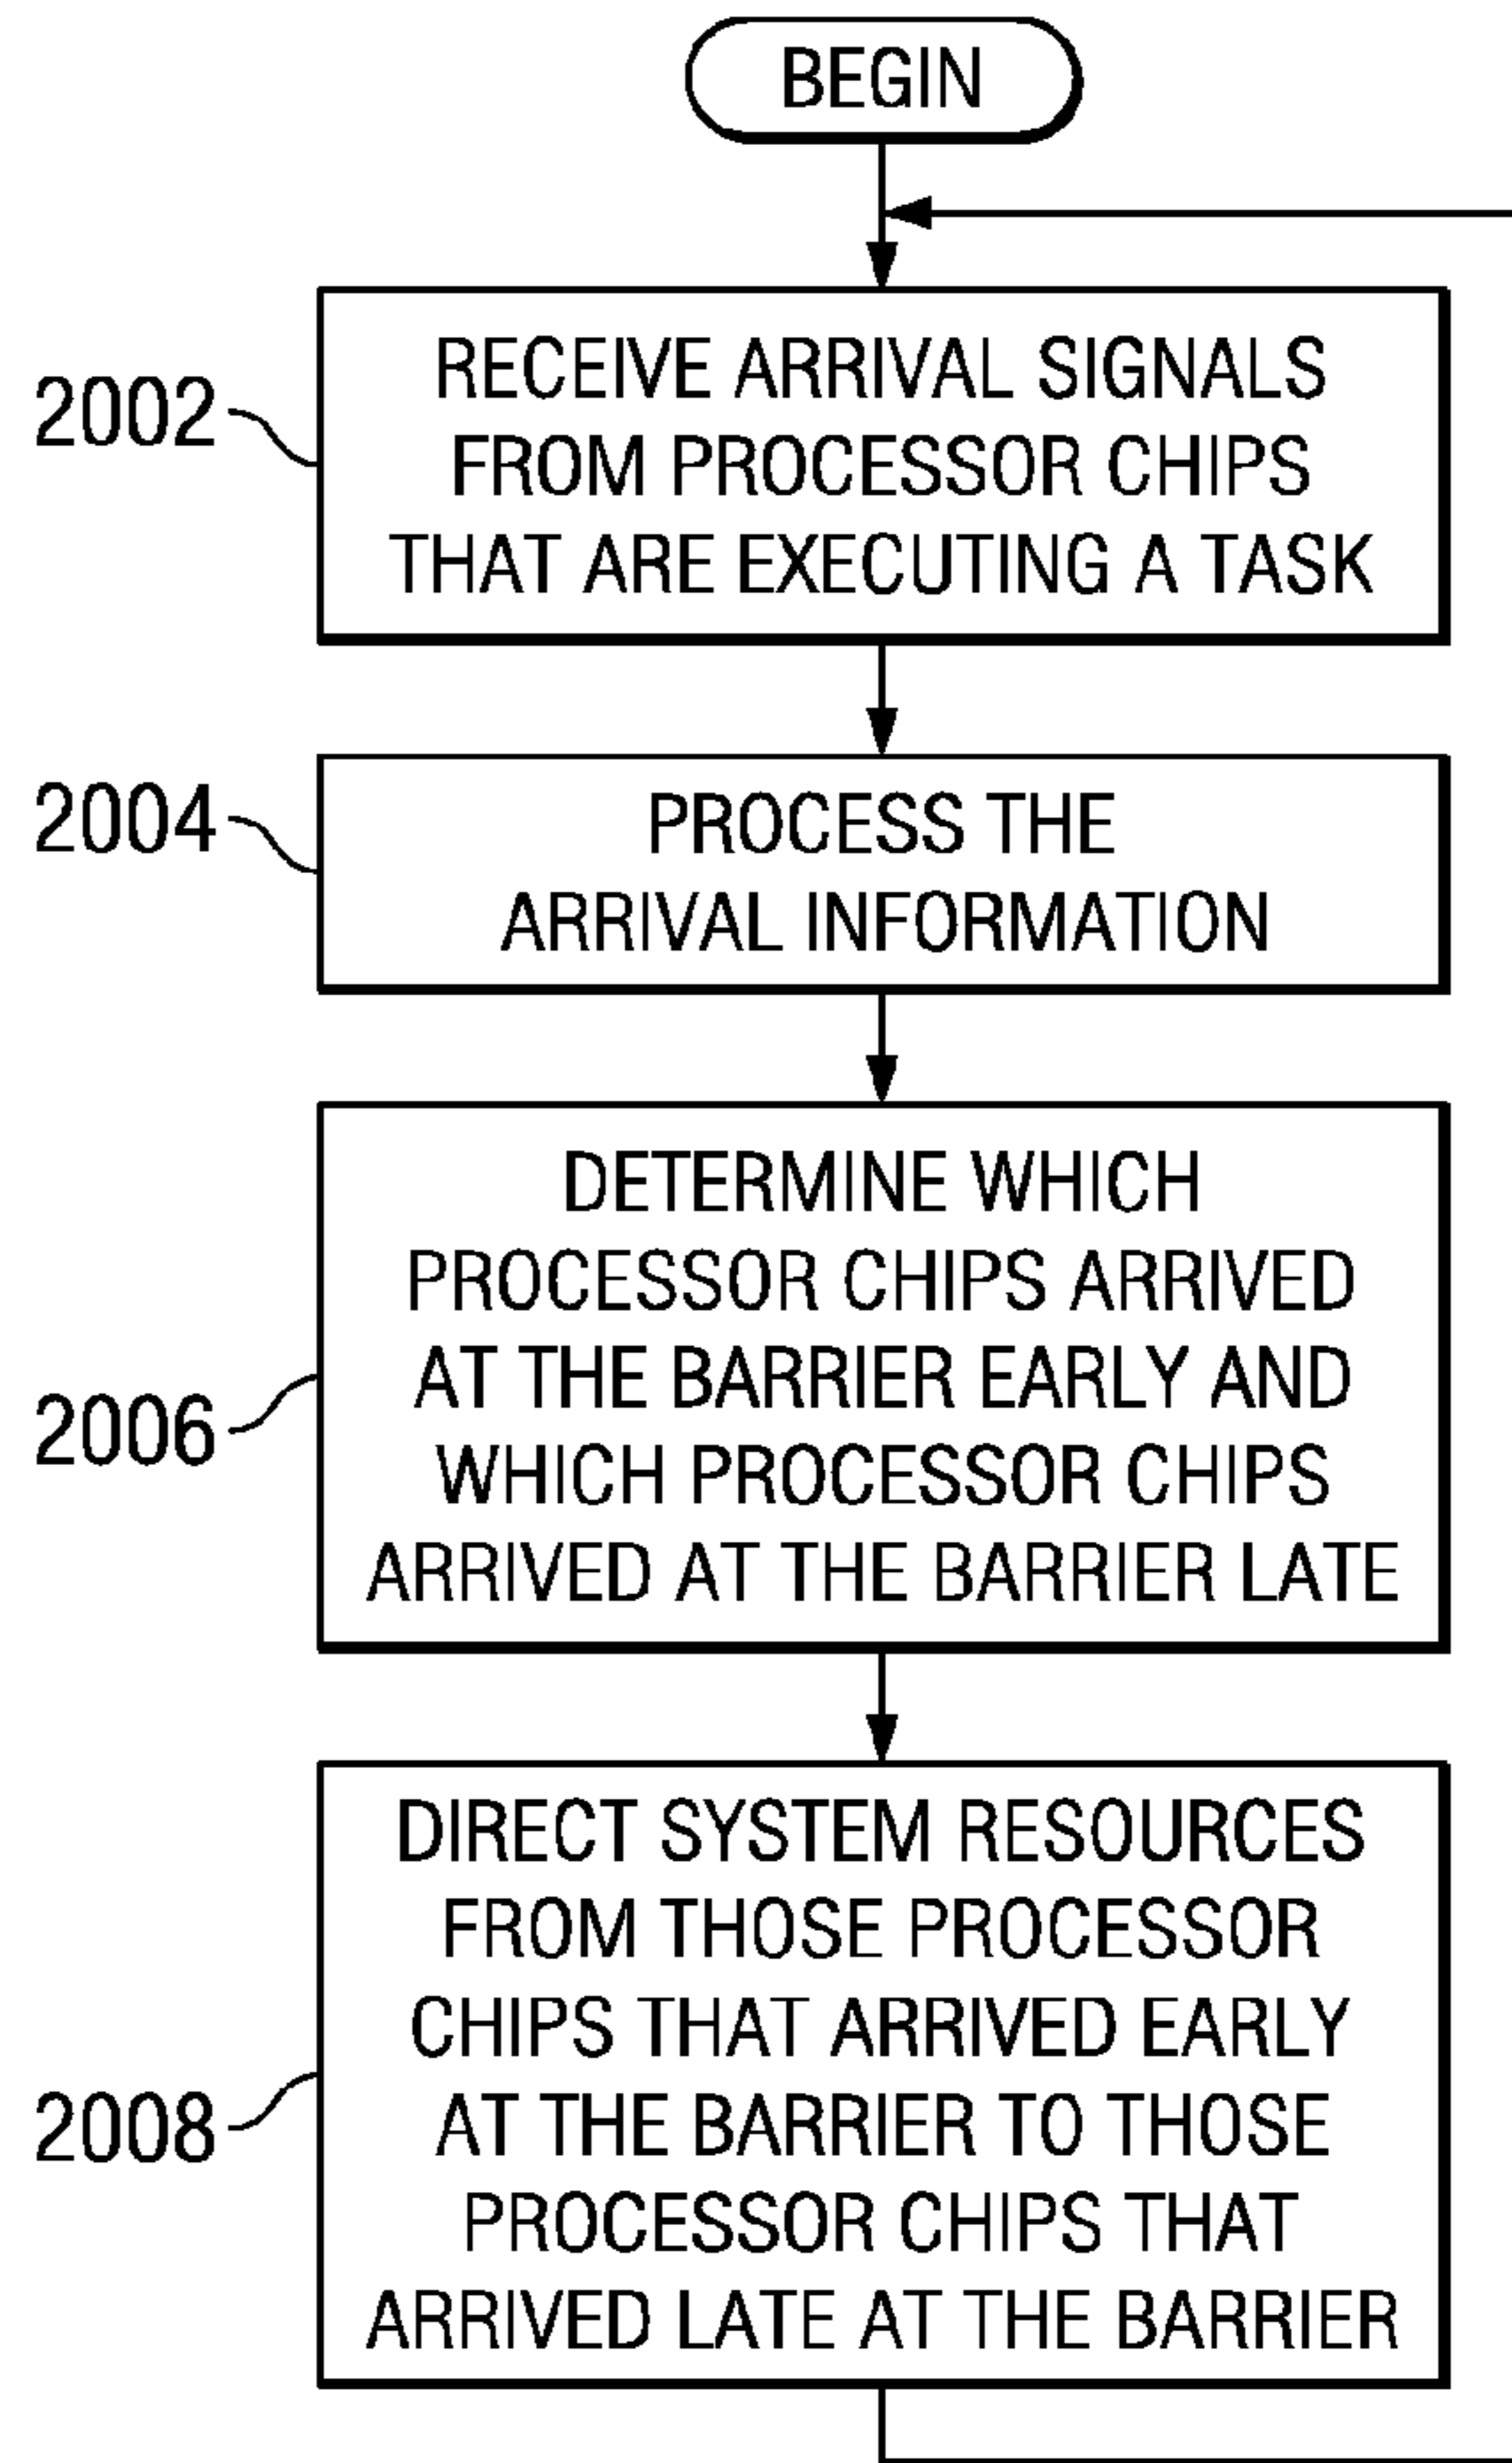 BEGIN
2002
RECEIVE ARRIVAL SIGNALS
FROM PROCESSOR CHIPS
THAT ARE EXECUTING A TASK
2004
PROCESS THE
ARRIVAL INFORMATION
2006
DETERMINE WHICH
PROCESSOR CHIPS ARRIVED
AT THE BARRIER EARLY AND
WHICH PROCESSOR CHIPS
ARRIVED AT THE BARRIER LATE
2008
DIRECT SYSTEM RESOURCES
FROM THOSE PROCESSOR
CHIPS THAT ARRIVED EARLY
AT THE BARRIER TO THOSE
PROCESSOR CHIPS THAT
ARRIVED LATE AT THE BARRIER